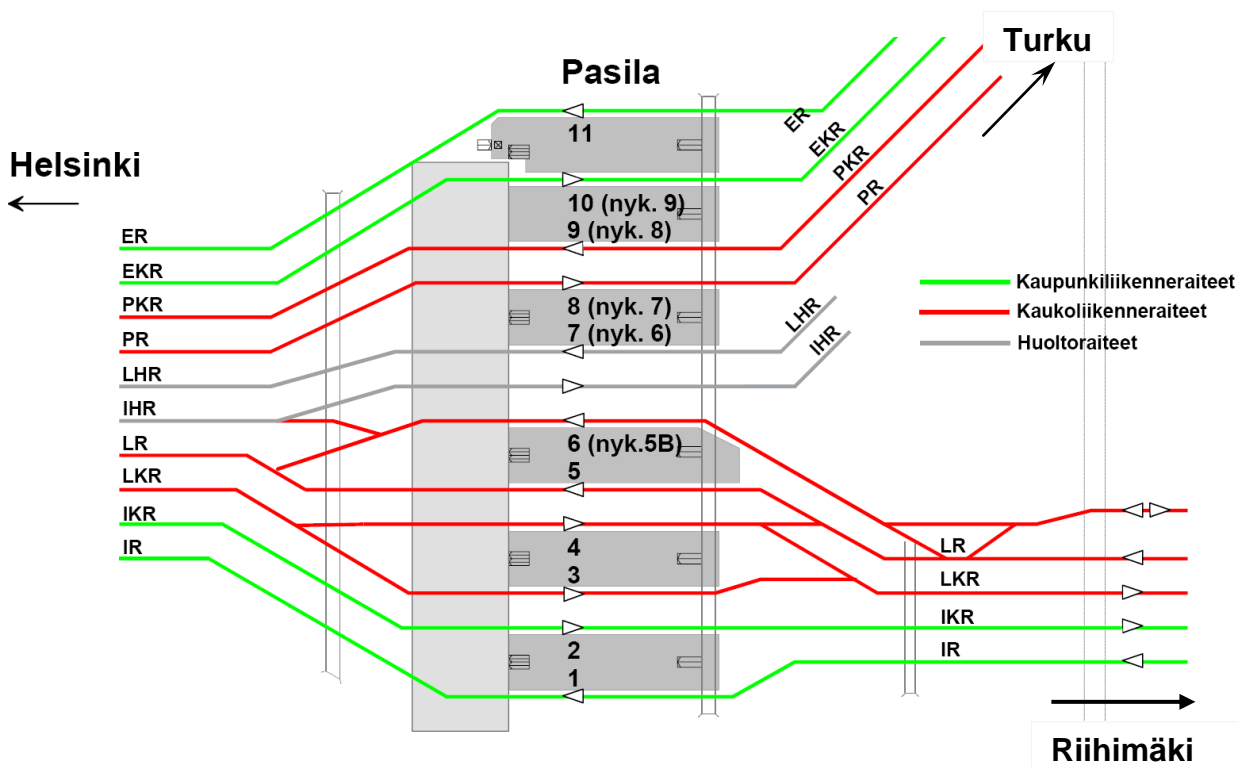 Turku
Pasila
Helsinki
11
10 (nyk. 9)
9 (nyk. 8)
8 (nyk. 7)
7 (nyk. 6)
6 (nyk.5B)
5
4
3
2
1
ER
EKR
PKR
PR
LHR
IHR
LR
LKR
IKR
IR
ER
EKR
PKR
PR
LHR
IHR
Kaupunkiliikenneraiteet
Kaukoliikenneraiteet
Huoltoraiteet
LR
LKR
IKR
IR
Riihimäki